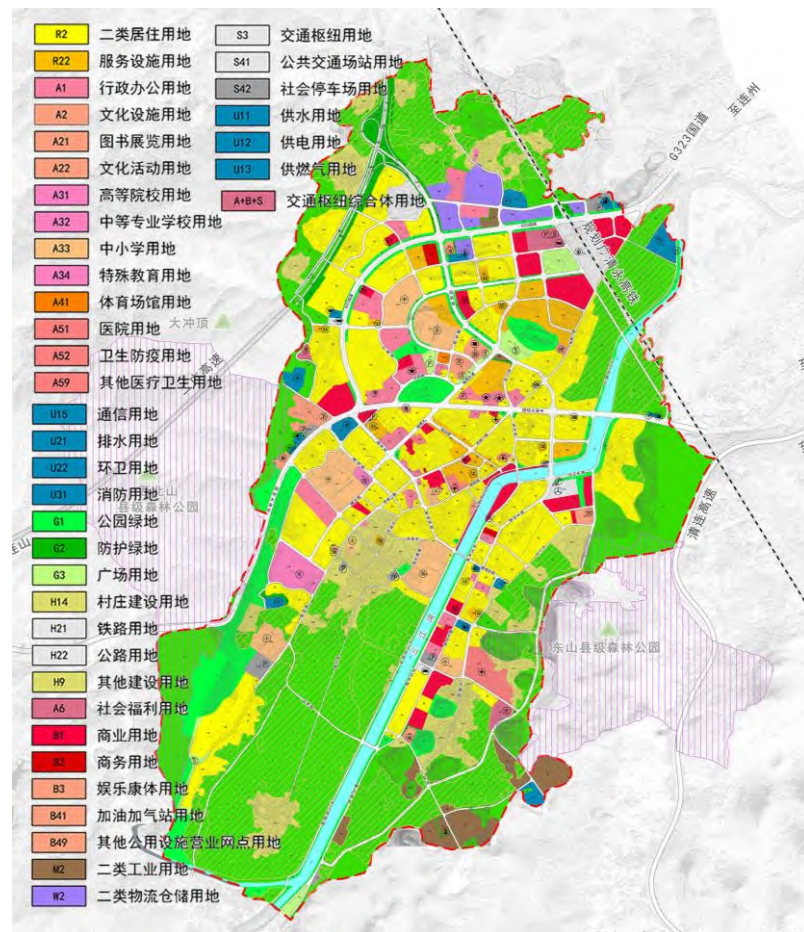 R2 二类居住用地
R22 服务设施用地
A1 行政办公用地
A2 文化设施用地
A21 图书展览用地
A22 文化活动用地
A31 高等院校用地
A32 中等专业学校用地
A33 中小学用地
A34 特殊教育用地
A41 体育场馆用地
A51 医院用地
A52 卫生防疫用地
A59 其他医疗卫生用地
U15 通信用地
U21 排水用地
U22 环卫用地
U31 消防用地
G1 公园绿地
G2 防护绿地
G3 广场用地
H14 村庄建设用地
H21 铁路用地
H22 公路用地
H9 其他建设用地
A6 社会福利用地
B1 商业用地
B2 商务用地
B3 娱乐康体用地
B41 加油加气站用地
B49 其他公用设施营业网点用地
M2 二类工业用地
W2 二类物流仓储用地
S3 交通枢纽用地
S41 公共交通场站用地
S42 社会停车场用地
U11 供水用地
U12 供电用地
U13 供燃气用地
A+B+S 交通枢纽综合体用地
至连州
G323国道
规划广清永高铁
大冲顶
高速
县级森林公园
连山
清连高速
三江河
东山县级森林公园